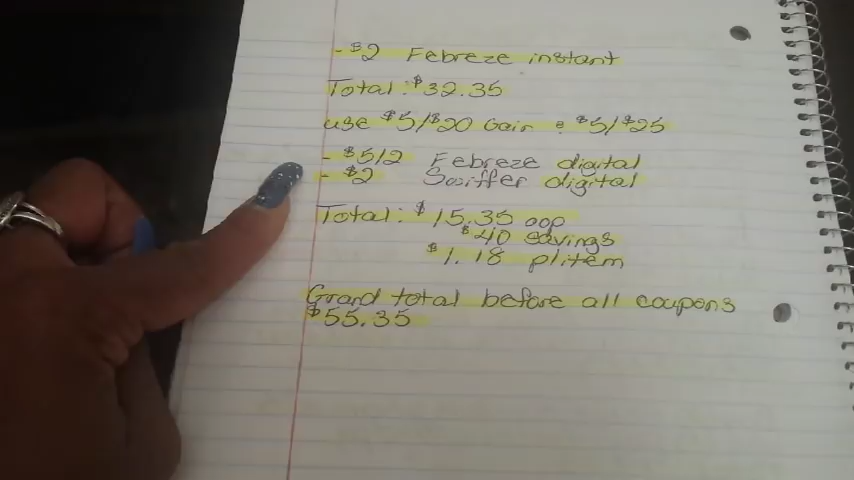 - $2 Febreze instant
Total: $32.35
use $5/$20 Gain & $5/$25
- $5/2 Febreze digital
- $2 Swiffer digital
Total: $15.35 oop
$40 savings
$1.18 p/item
Grand total before all coupons
$55.35